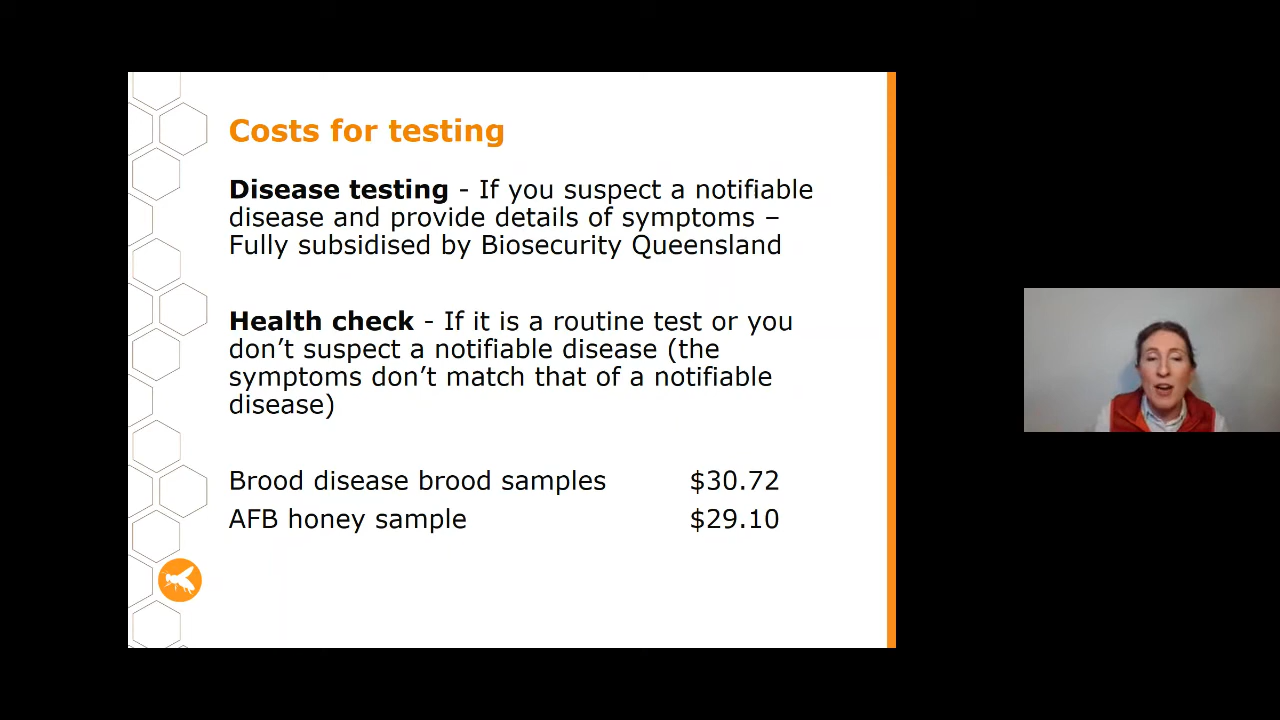 Costs for testing
Disease testing - If you suspect a notifiable
disease and provide details of symptoms –
Fully subsidised by Biosecurity Queensland
Health check - If it is a routine test or you
don't suspect a notifiable disease (the
symptoms don't match that of a notifiable
disease)
Brood disease brood samples $30.72
AFB honey sample $29.10